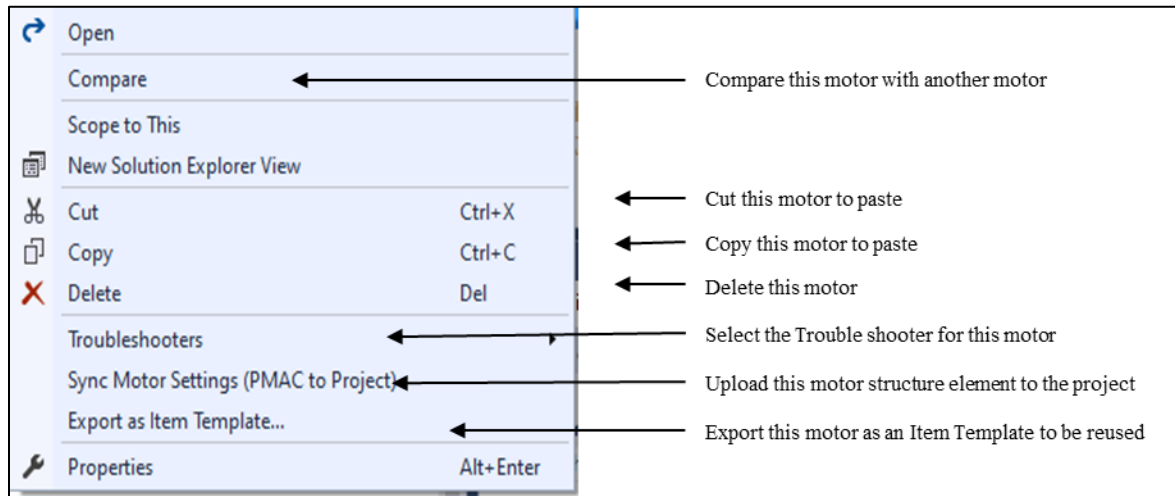 Open
Compare
Compare this motor with another motor
Scope to This
New Solution Explorer View
Cut Ctrl+X
Cut this motor to paste
Copy Ctrl+C
Copy this motor to paste
Delete Del
Delete this motor
Troubleshooters
Select the Trouble shooter for this motor
Sync Motor Settings (PMAC to Project)
Upload this motor structure element to the project
Export as Item Template...
Export this motor as an Item Template to be reused
Properties Alt+Enter